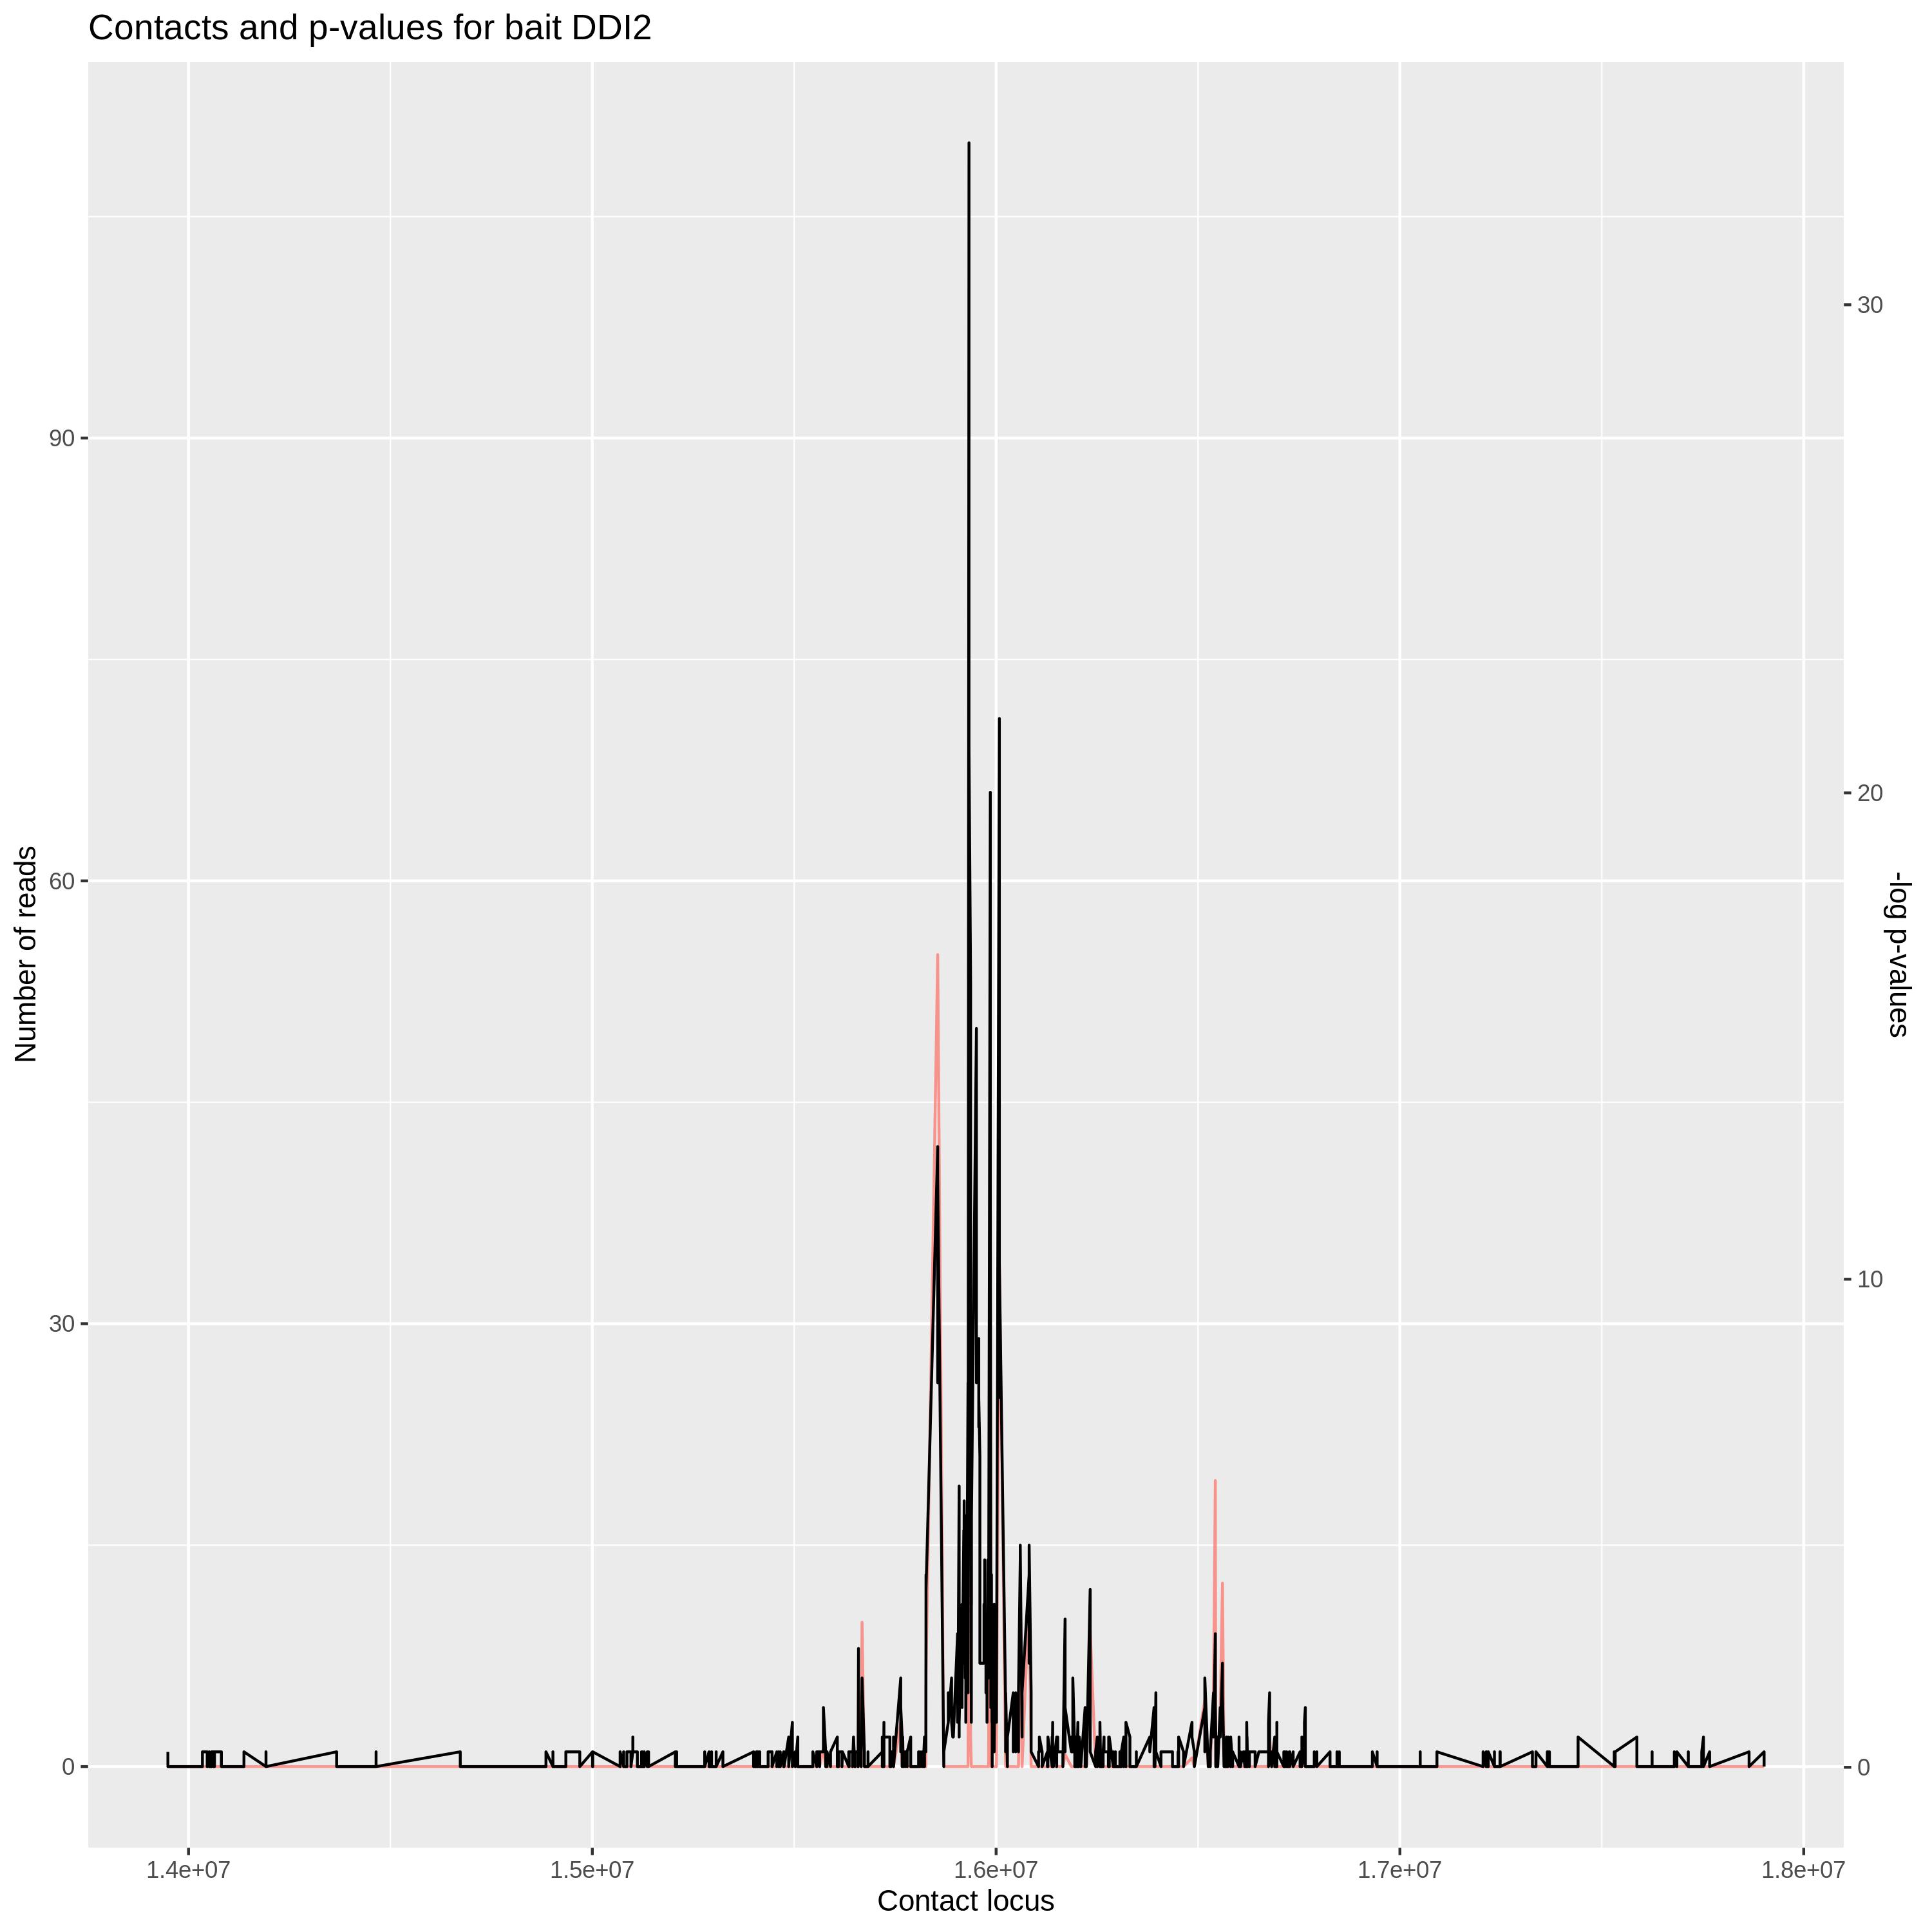 Contacts and p-values for bait DDI2
Number of reads
90
60
30
0
30
20
10
0
-log p-values
1.4e+07
1.5e+07
1.6e+07
1.7e+07
1.8e+07
Contact locus